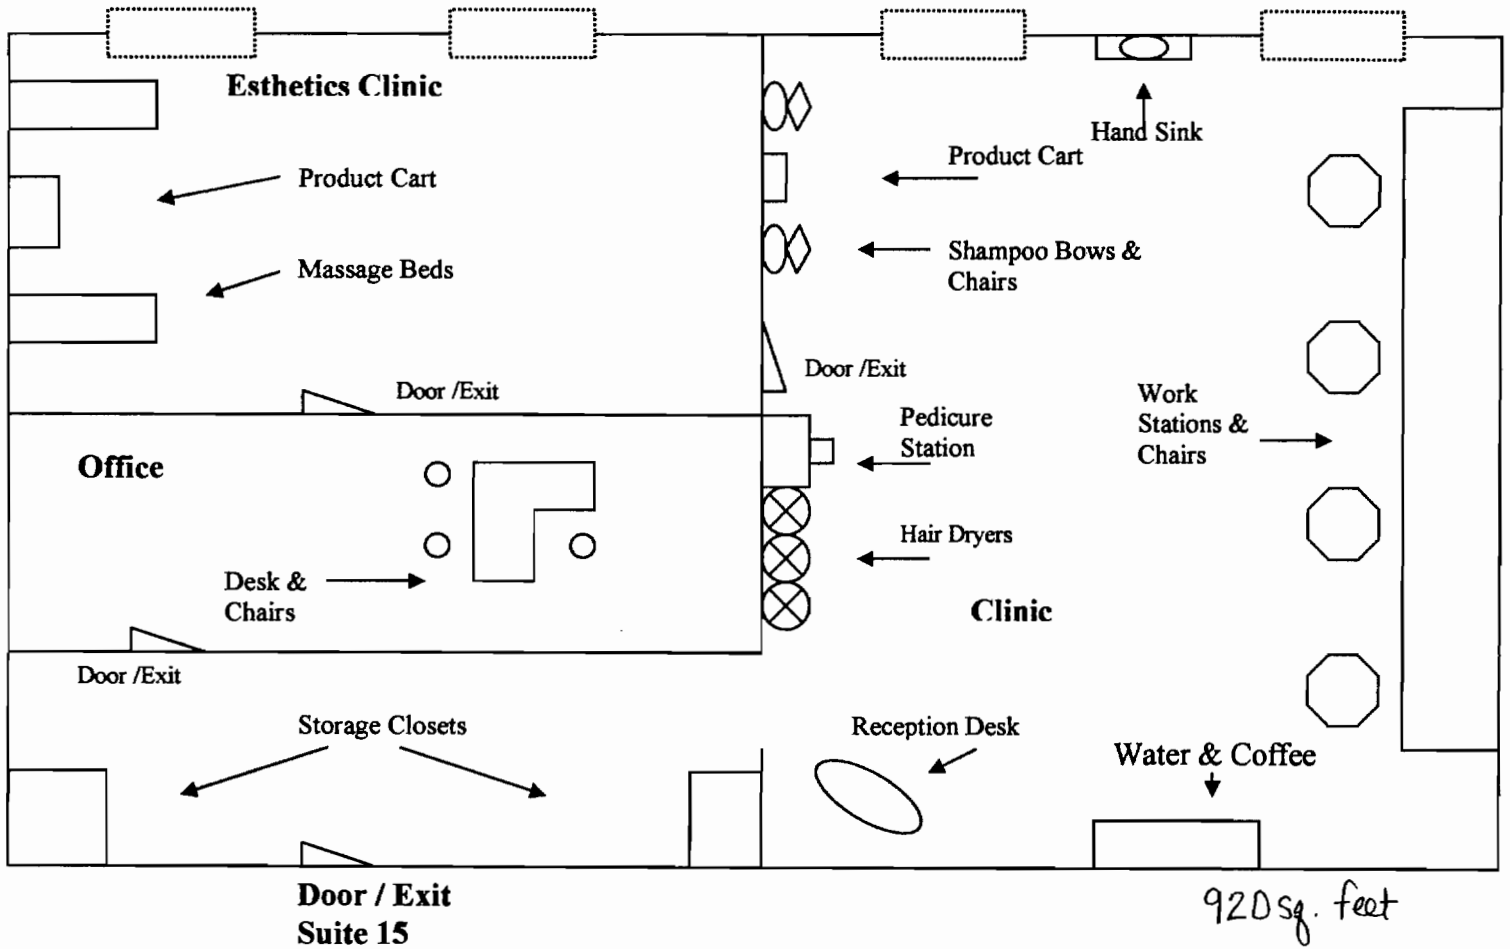 Esthetics Clinic
Hand Sink
Product Cart
Product Cart
Shampoo Bows &
Chairs
Massage Beds
Door /Exit
Door /Exit
Work
Stations &
Chairs
Pedicure
Station
Office
Hair Dryers
Desk &
Chairs
Clinic
Door /Exit
Storage Closets
Reception Desk
Water & Coffee
Door / Exit
Suite 15
920 sq. feet